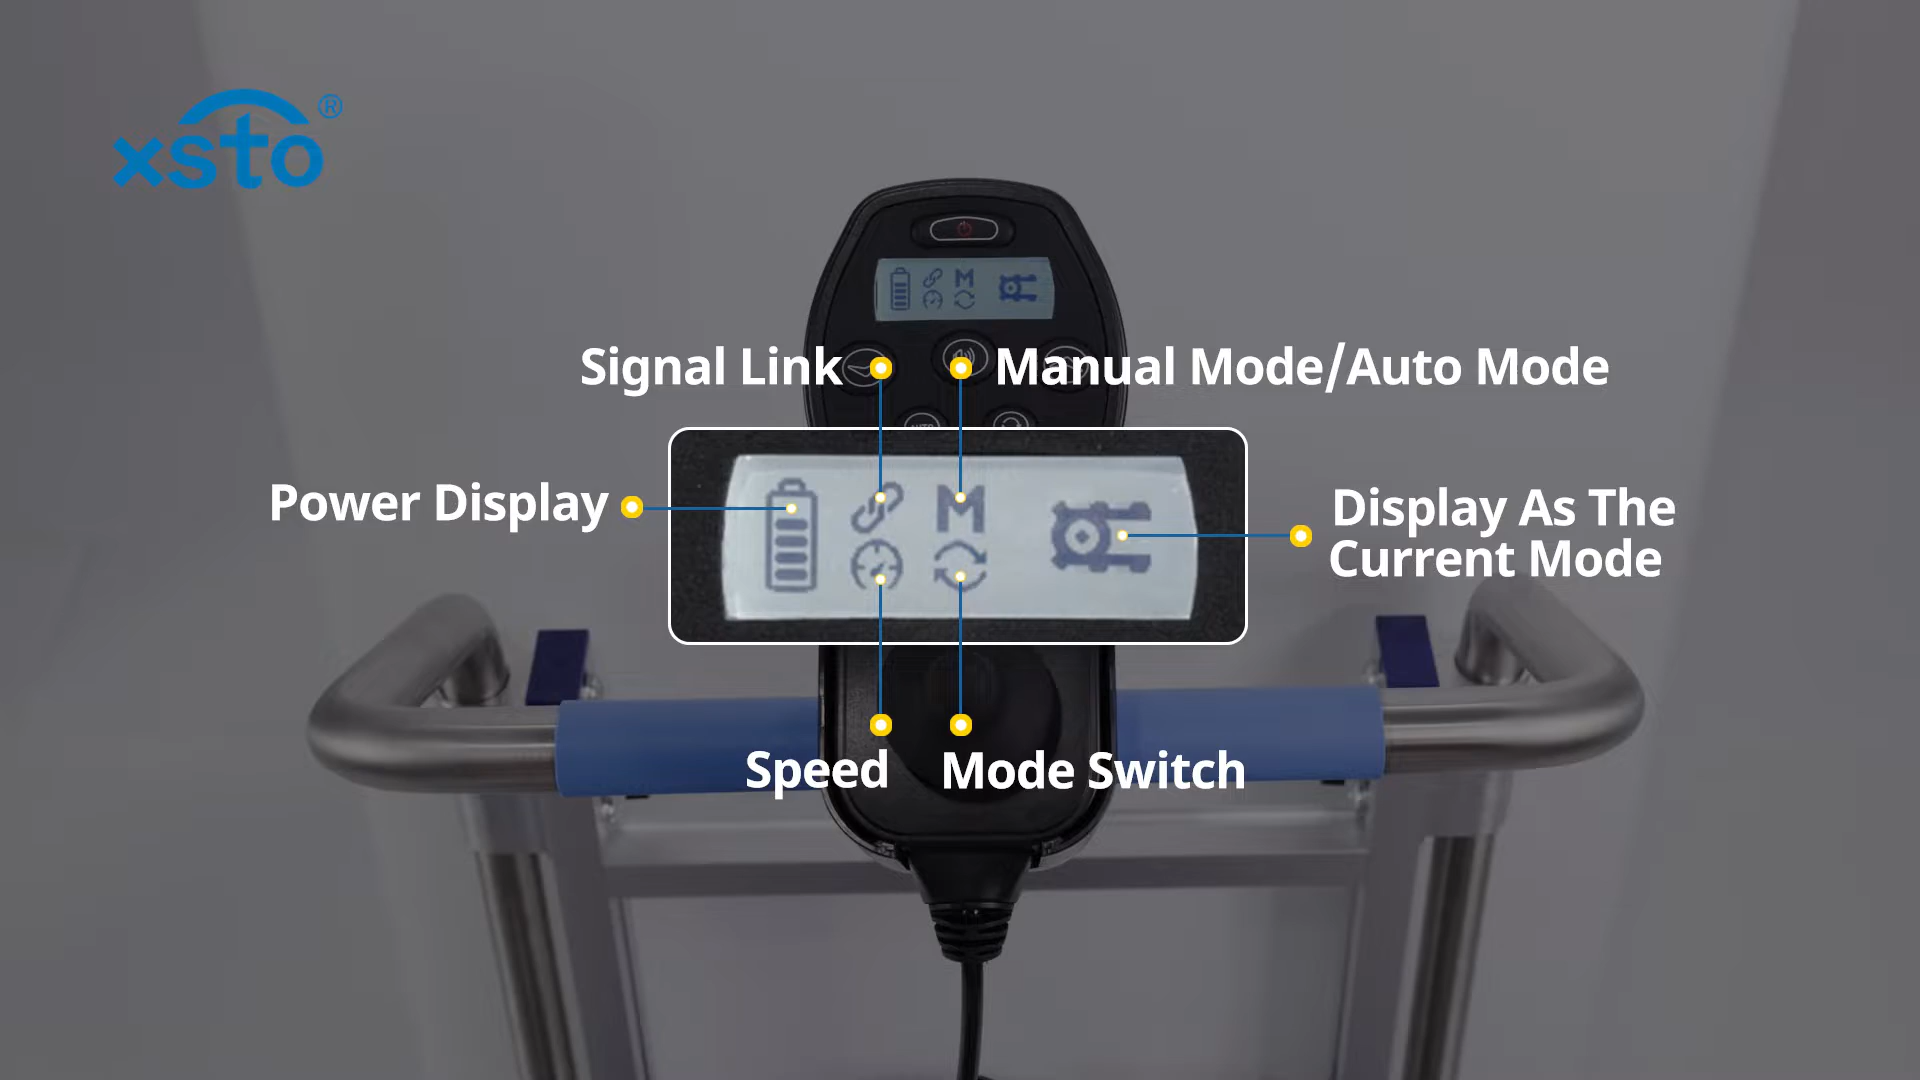 xsto®
M
Signal Link
Manual Mode/Auto Mode
Power Display
M
Display As The
Current Mode
Speed
Mode Switch